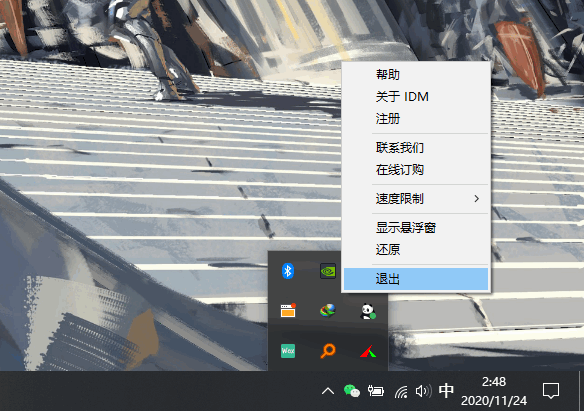 帮助
关于 IDM
注册
联系我们
在线订购
速度限制
显示悬浮窗
还原
退出
Wox
中
2:48
2020/11/24